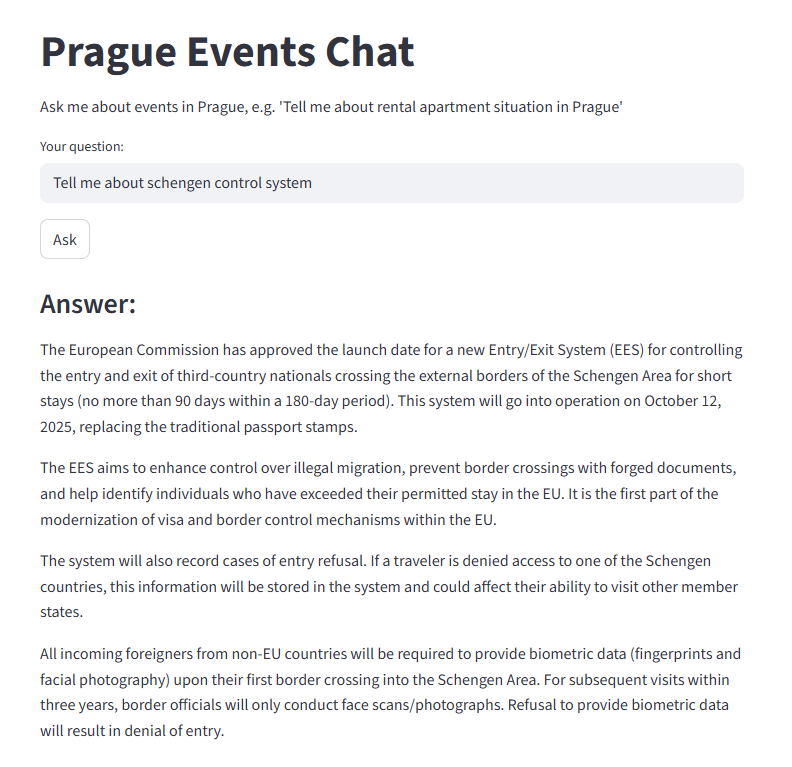 Prague Events Chat
Ask me about events in Prague, e.g. 'Tell me about rental apartment situation in Prague'
Your question:
Tell me about schengen control system
Ask
Answer:
The European Commission has approved the launch date for a new Entry/Exit System (EES) for controlling
the entry and exit of third-country nationals crossing the external borders of the Schengen Area for short
stays (no more than 90 days within a 180-day period). This system will go into operation on October 12,
2025, replacing the traditional passport stamps.
The EES aims to enhance control over illegal migration, prevent border crossings with forged documents,
and help identify individuals who have exceeded their permitted stay in the EU. It is the first part of the
modernization of visa and border control mechanisms within the EU.
The system will also record cases of entry refusal. If a traveler is denied access to one of the Schengen
countries, this information will be stored in the system and could affect their ability to visit other member
states.
All incoming foreigners from non-EU countries will be required to provide biometric data (fingerprints and
facial photography) upon their first border crossing into the Schengen Area. For subsequent visits within
three years, border officials will only conduct face scans/photographs. Refusal to provide biometric data
will result in denial of entry.